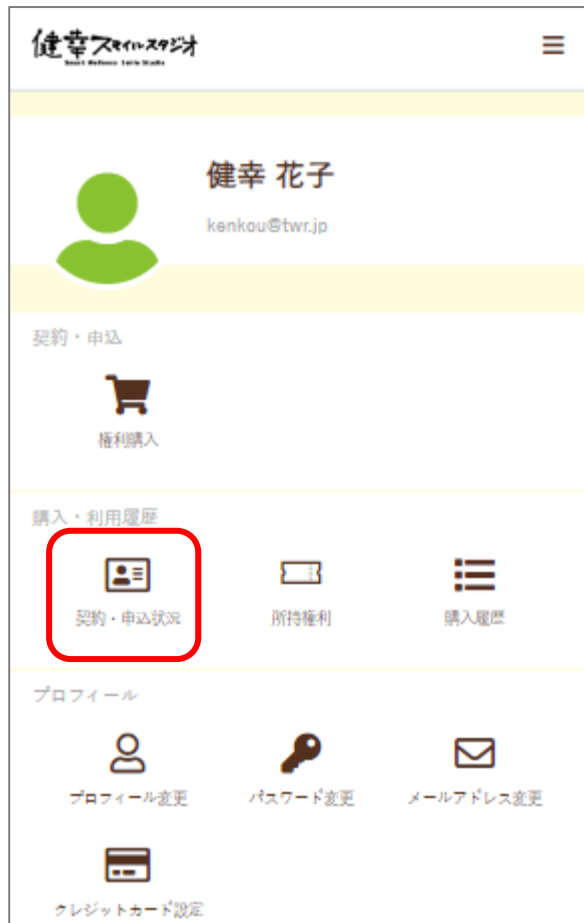 健幸スマイルスタジオ
Smart Wellness Smile Studio
健幸 花子
kenkou@twr.jp
契約・申込
権利購入
購入・利用履歴
契約・申込状況
所持権利
購入履歴
プロフィール
プロフィール変更
パスワード変更
メールアドレス変更
クレジットカード設定